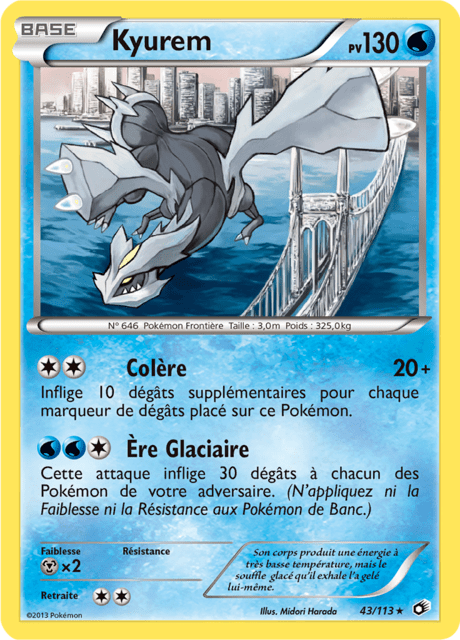 BASE
Kyurem
PV130
N° 646 Pokémon Frontière Taille : 3,0m Poids : 325,0kg
Colère 20+
Inflige 10 dégâts supplémentaires pour chaque
marqueur de dégâts placé sur ce Pokémon.
Ère Glaciaire
Cette attaque inflige 30 dégâts à chacun des
Pokémon de votre adversaire. (N'appliquez ni la
Faiblesse ni la Résistance aux Pokémon de Banc.)
Faiblesse Résistance
×2
Retraite
Son corps produit une énergie à
très basse température, mais le
souffle glacé qu'il exhale l'a gelé
lui-même.
©2013 Pokémon
Illus. Midori Harada
43/113 ★